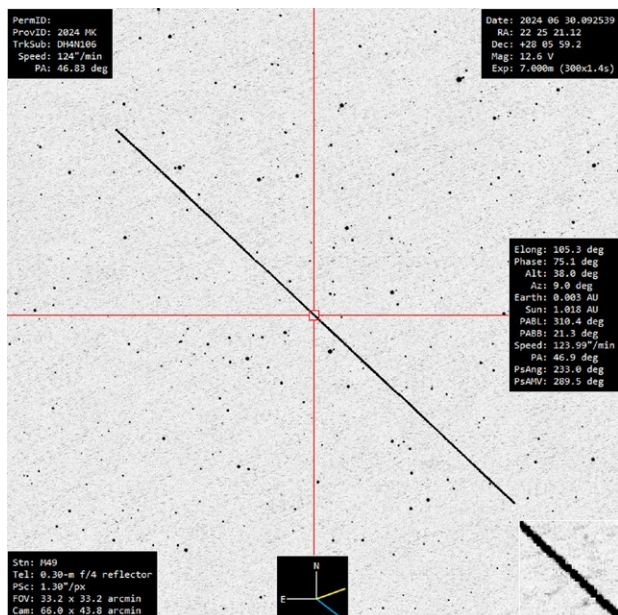 PermID:
ProvID: 2024 MK
TrkSub: DH4N106
Speed: 124"/min
PA: 46.83 deg
Date: 2024 06 30.092539
RA: 22 25 21.12
Dec: +28 05 59.2
Mag: 12.6 V
Exp: 7.000m (300x1.4s)
Elong: 105.3 deg
Phase: 75.1 deg
Alt: 38.0 deg
Az: 9.0 deg
Earth: 0.003 AU
Sun: 1.018 AU
PABL: 310.4 deg
PABB: 21.3 deg
Speed: 123.99"/min
PA: 46.9 deg
PsAng: 233.0 deg
PsAMV: 289.5 deg
Stn: M49
Tel: 0.30-m f/4 reflector
PSc: 1.30"/px
FOV: 33.2 x 33.2 arcmin
Cam: 66.0 x 43.8 arcmin
N
E